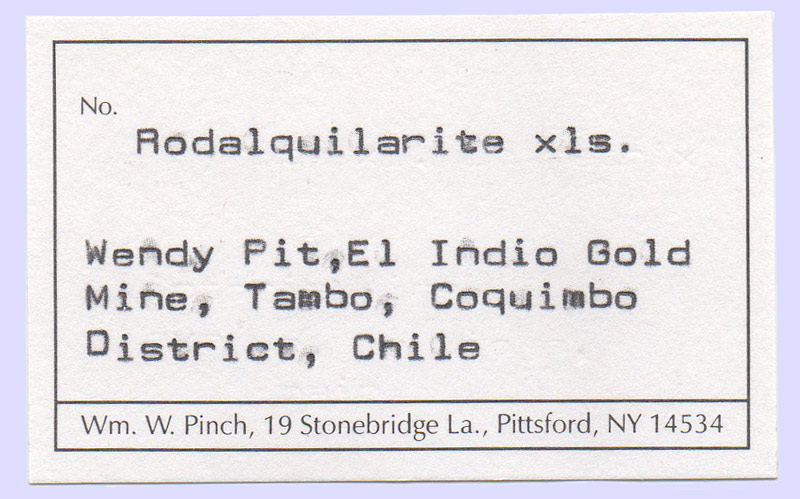 No.
Rodalquilarite xls.
Wendy Pit,El Indio Gold
Mine, Tambo, Coquimbo
District, Chile
Wm. W. Pinch, 19 Stonebridge La., Pittsford, NY 14534